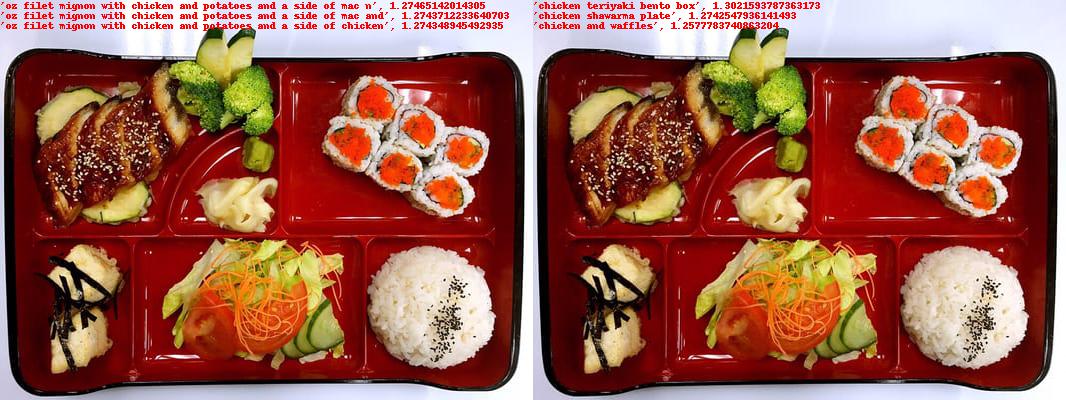 'oz filet mignon with chicken and potatoes and a side of mac n', 1.27465142014305
'oz filet mignon with chicken and potatoes and a side of mac and', 1.2743712233640703
'oz filet mignon with chicken and potatoes and a side of chicken', 1.274348945492935
'chicken teriyaki bento box', 1.3021593787363173
'chicken shawarma plate', 1.2742547936141493
'chicken and waffles', 1.2577783740863204